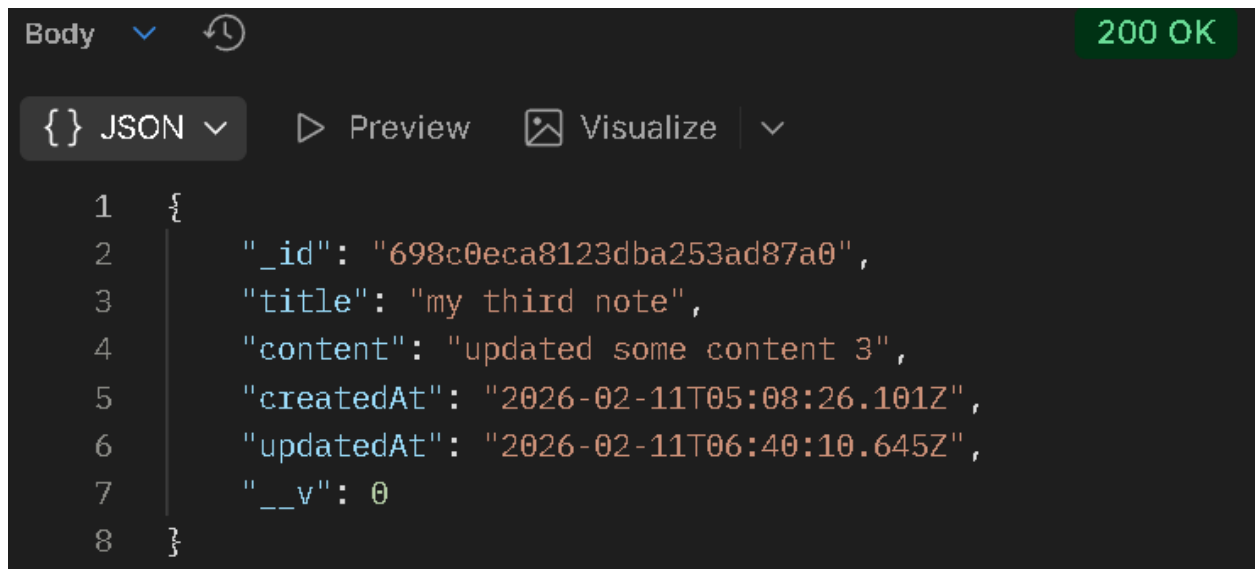 Body
200 OK
{} JSON Preview Visualize
1 {
2 "_id": "698c0eca8123dba253ad87a0",
3 "title": "my third note",
4 "content": "updated some content 3",
5 "createdAt": "2026-02-11T05:08:26.101Z",
6 "updatedAt": "2026-02-11T06:40:10.645Z",
7 "__v": 0
8 }